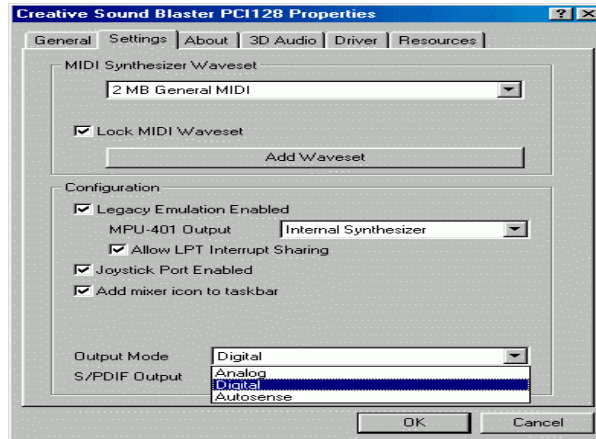 Creative Sound Blaster PCI128 Properties
General Settings About 3D Audio Driver Resources
MIDI Synthesizer Waveset
2 MB General MIDI
Lock MIDI Waveset
Add Waveset
Configuration
Legacy Emulation Enabled
MPU-401 Output Internal Synthesizer
Allow LPT Interrupt Sharing
Joystick Port Enabled
Add mixer icon to taskbar
Output Mode Digital
S/PDIF Output Analog
Digital
Autosense
OK Cancel